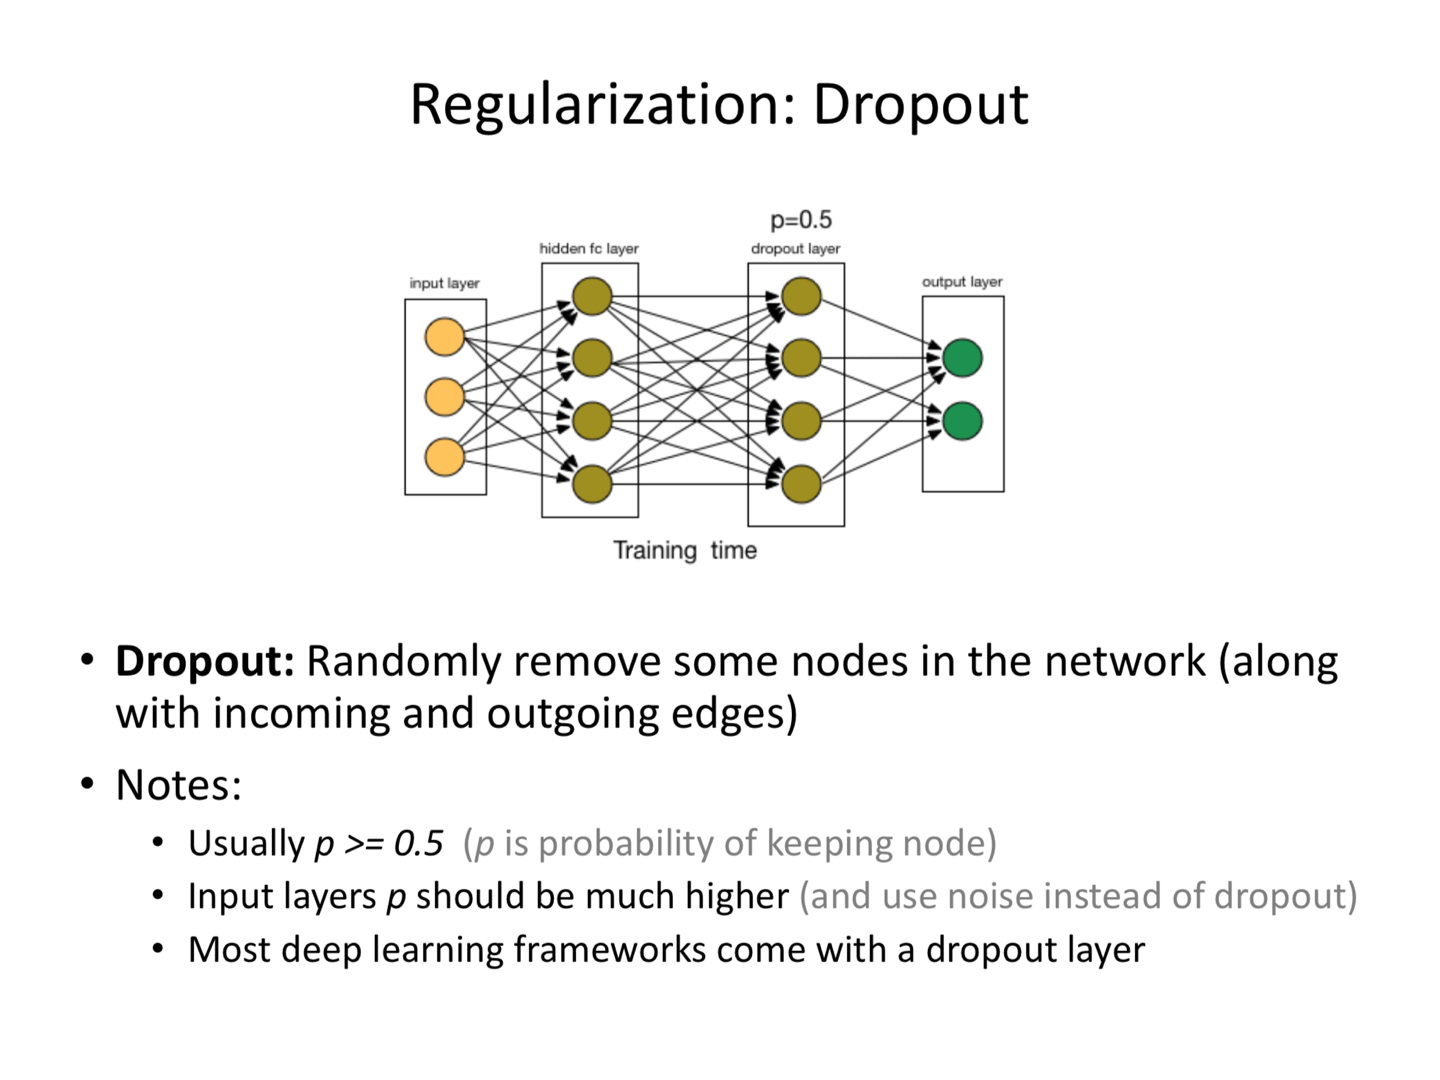 Regularization: Dropout
p=0.5
hidden fc layer
dropout layer
input layer
output layer
Training time
• Dropout: Randomly remove some nodes in the network (along
with incoming and outgoing edges)
• Notes:
• Usually p >= 0.5 (p is probability of keeping node)
• Input layers p should be much higher (and use noise instead of dropout)
• Most deep learning frameworks come with a dropout layer